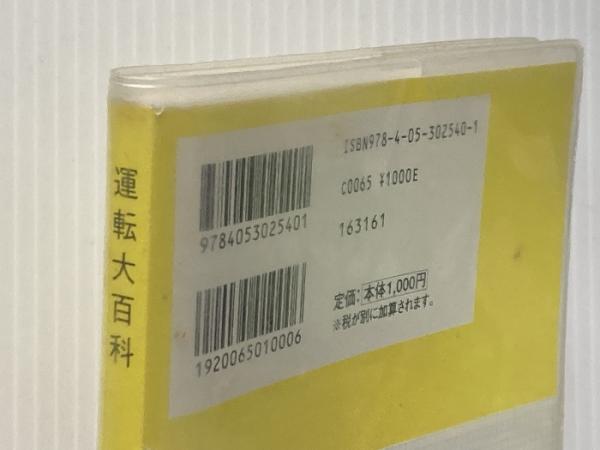 運転大百科
ISBN978-4-05-302540-1
C0065 ¥1000E
163161
定価:本体1,000円
※税が別に加算されます。
9784053025401
1920065010006